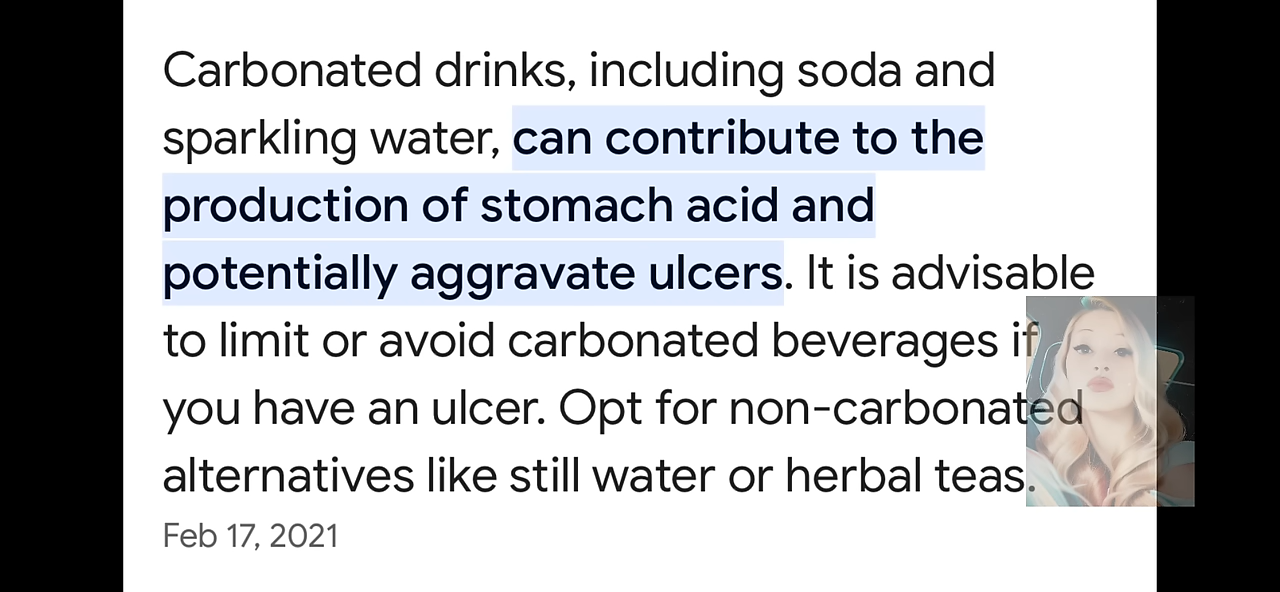 Carbonated drinks, including soda and
sparkling water, can contribute to the
production of stomach acid and
potentially aggravate ulcers. It is advisable
to limit or avoid carbonated beverages if
you have an ulcer. Opt for non-carbonated
alternatives like still water or herbal teas.
Feb 17, 2021